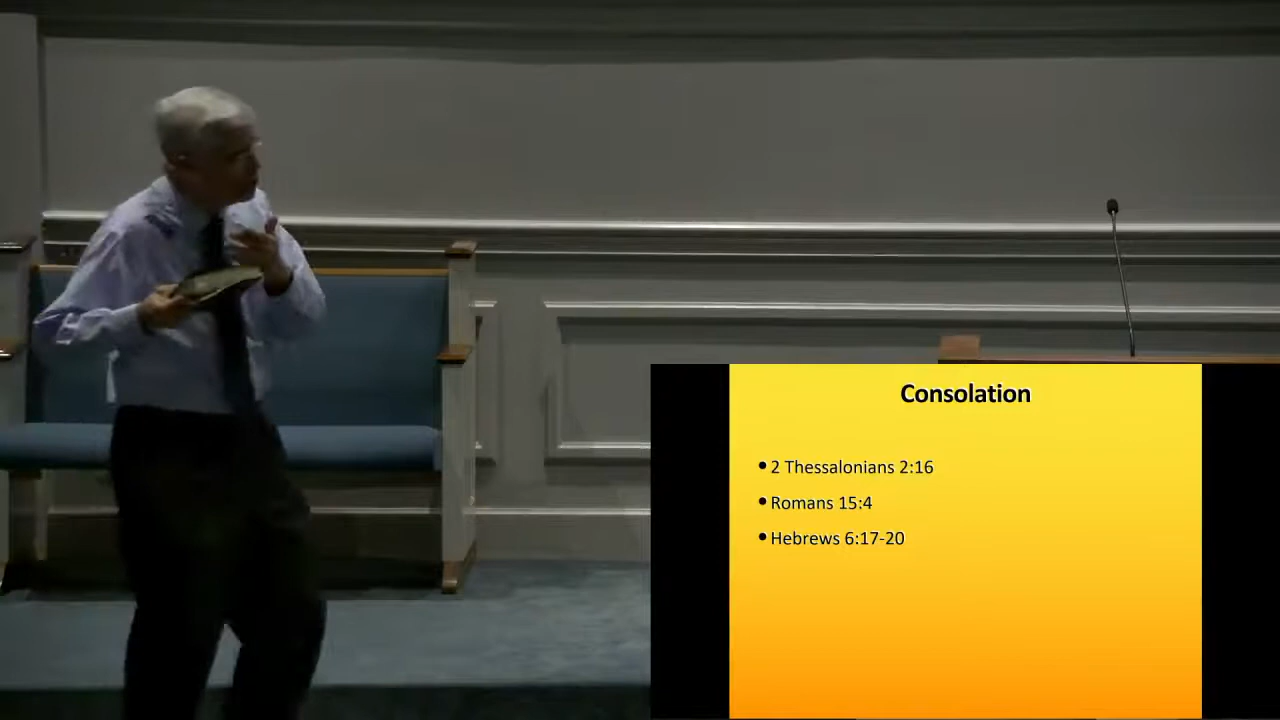 Consolation
• 2 Thessalonians 2:16
• Romans 15:4
• Hebrews 6:17-20